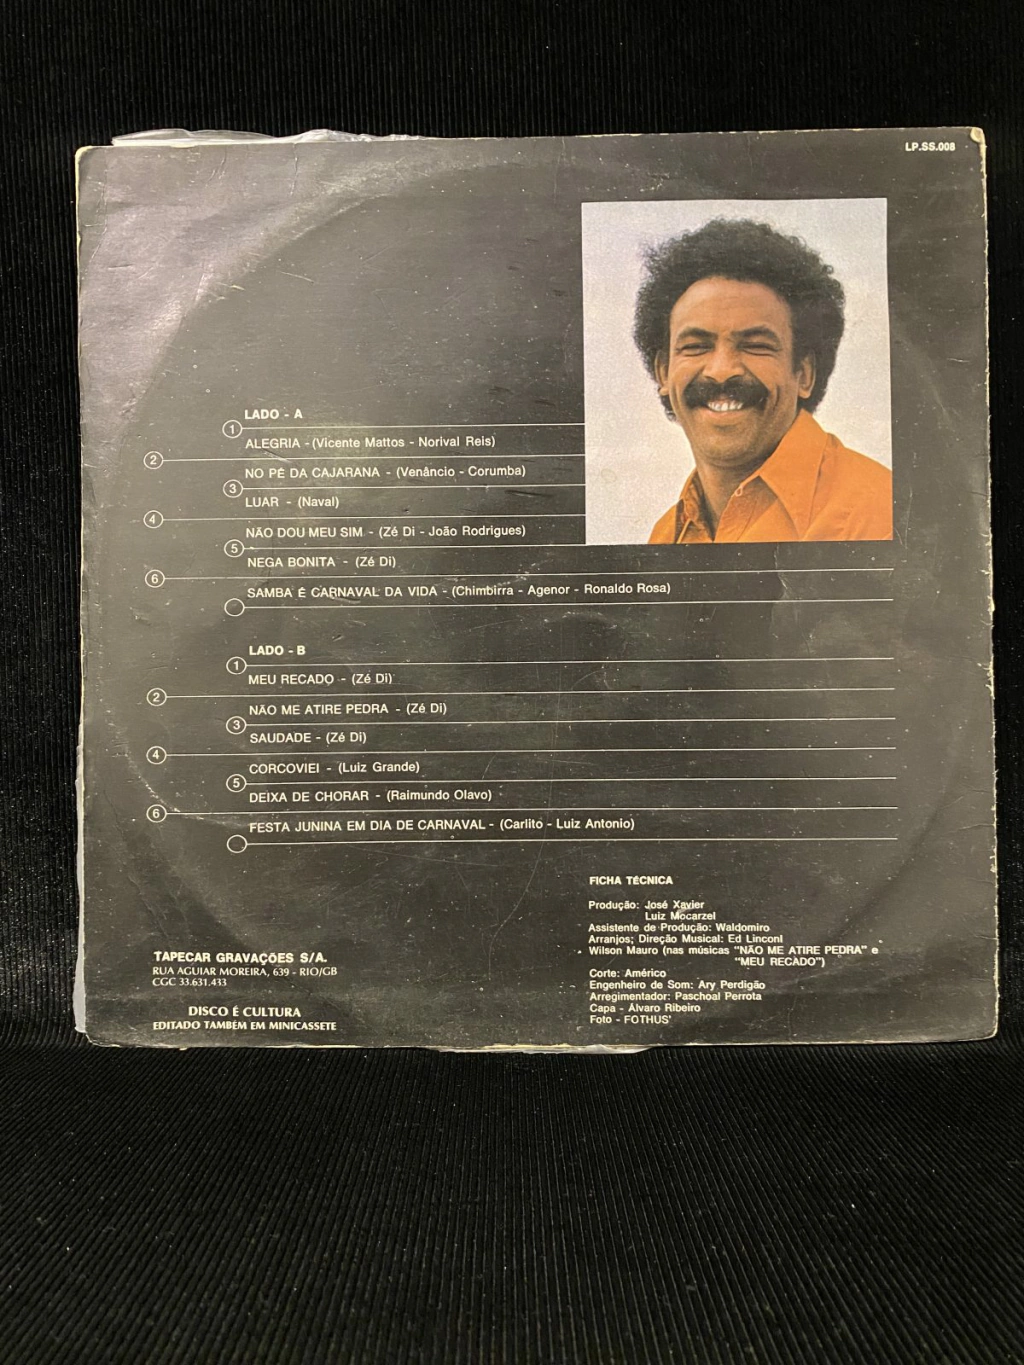 LP.SS.008
LADO - A
1
ALEGRIA - (Vicente Mattos - Norival Reis)
2
NO PÉ DA CAJARANA - (Venâncio - Corumba)
3
LUAR - (Naval)
4
NÃO DOU MEU SIM - (Zé Di - João Rodrigues)
5
NEGA BONITA - (Zé Di)
6
SAMBA É CARNAVAL DA VIDA - (Chimbirra - Agenor - Ronaldo Rosa)
LADO - B
1
MEU RECADO - (Zé Di)
2
NÃO ME ATIRE PEDRA - (Zé Di)
3
SAUDADE - (Zé Di)
4
CORCOVIEI - (Luiz Grande)
5
DEIXA DE CHORAR - (Raimundo Olavo)
6
FESTA JUNINA EM DIA DE CARNAVAL - (Carlito - Luiz Antonio)
FICHA TÉCNICA
Produção: José Xavier
Luiz Mocarzel
Assistente de Produção: Waldomiro
Arranjos; Direção Musical: Ed Linconl
Wilson Mauro (nas músicas "NÃO ME ATIRE PEDRA" e
"MEU RECADO")
Corte: Américo
Engenheiro de Som: Ary Perdigão
Arregimentador: Paschoal Perrota
Capa - Álvaro Ribeiro
Foto - FOTHUS'
TAPECAR GRAVAÇÕES S/A.
RUA AGUIAR MOREIRA, 639 - RIO/GB
CGC 33.631.433
DISCO É CULTURA
EDITADO TAMBÉM EM MINICASSETE